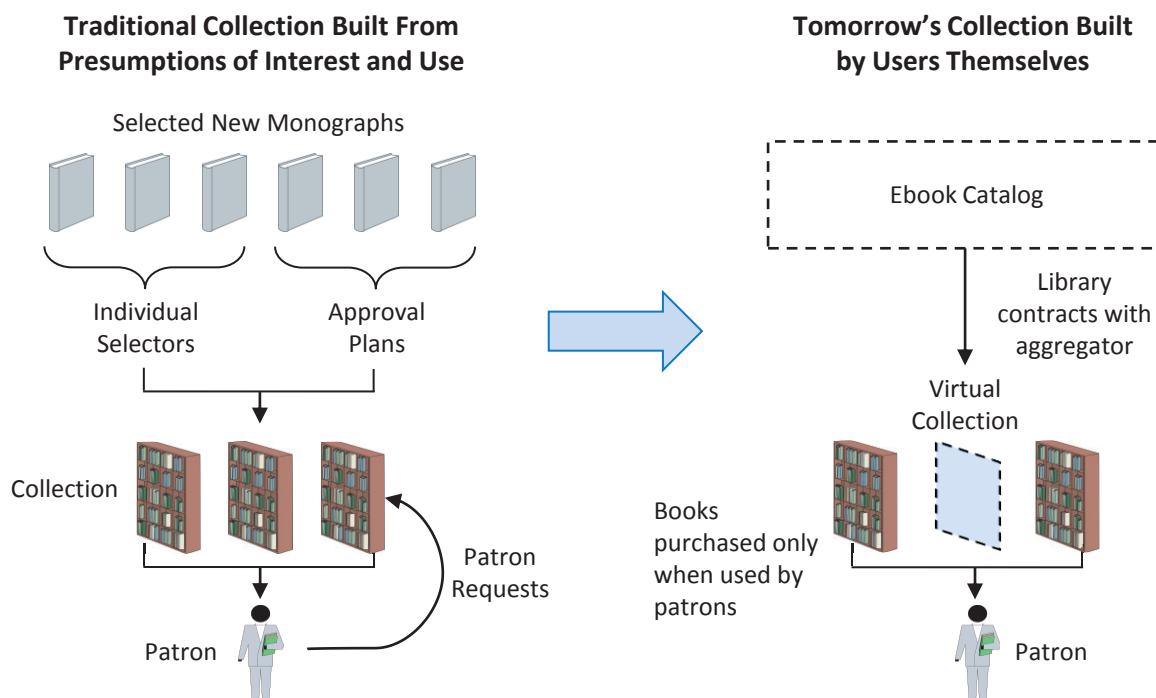 Traditional Collection Built From
Presumptions of Interest and Use
Selected New Monographs
Individual
Selectors
Approval
Plans
Collection
Patron
Requests
Patron
Tomorrow’s Collection Built
by Users Themselves
Ebook Catalog
Library
contracts with
aggregator
Virtual
Collection
Books
purchased only
when used by
patrons
Patron